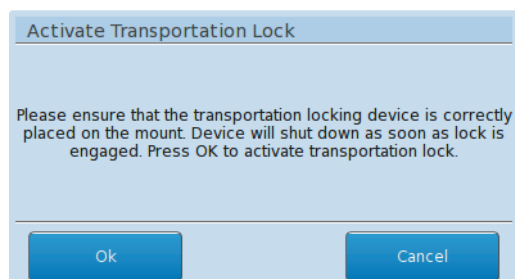 Activate Transportation Lock
Please ensure that the transportation locking device is correctly
placed on the mount. Device will shut down as soon as lock is
engaged. Press OK to activate transportation lock.
Ok
Cancel